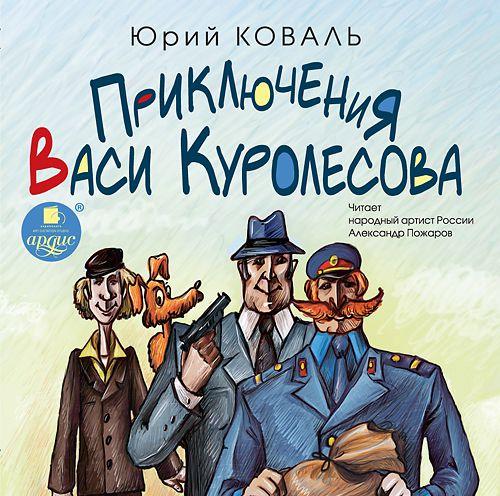 Юрий КОВАЛЬ
ПРИКЛЮЧЕНИЯ
ВАСИ КУРОЛЕСОВА
Читает
народный артист России
Александр Пожаров
®
ардис